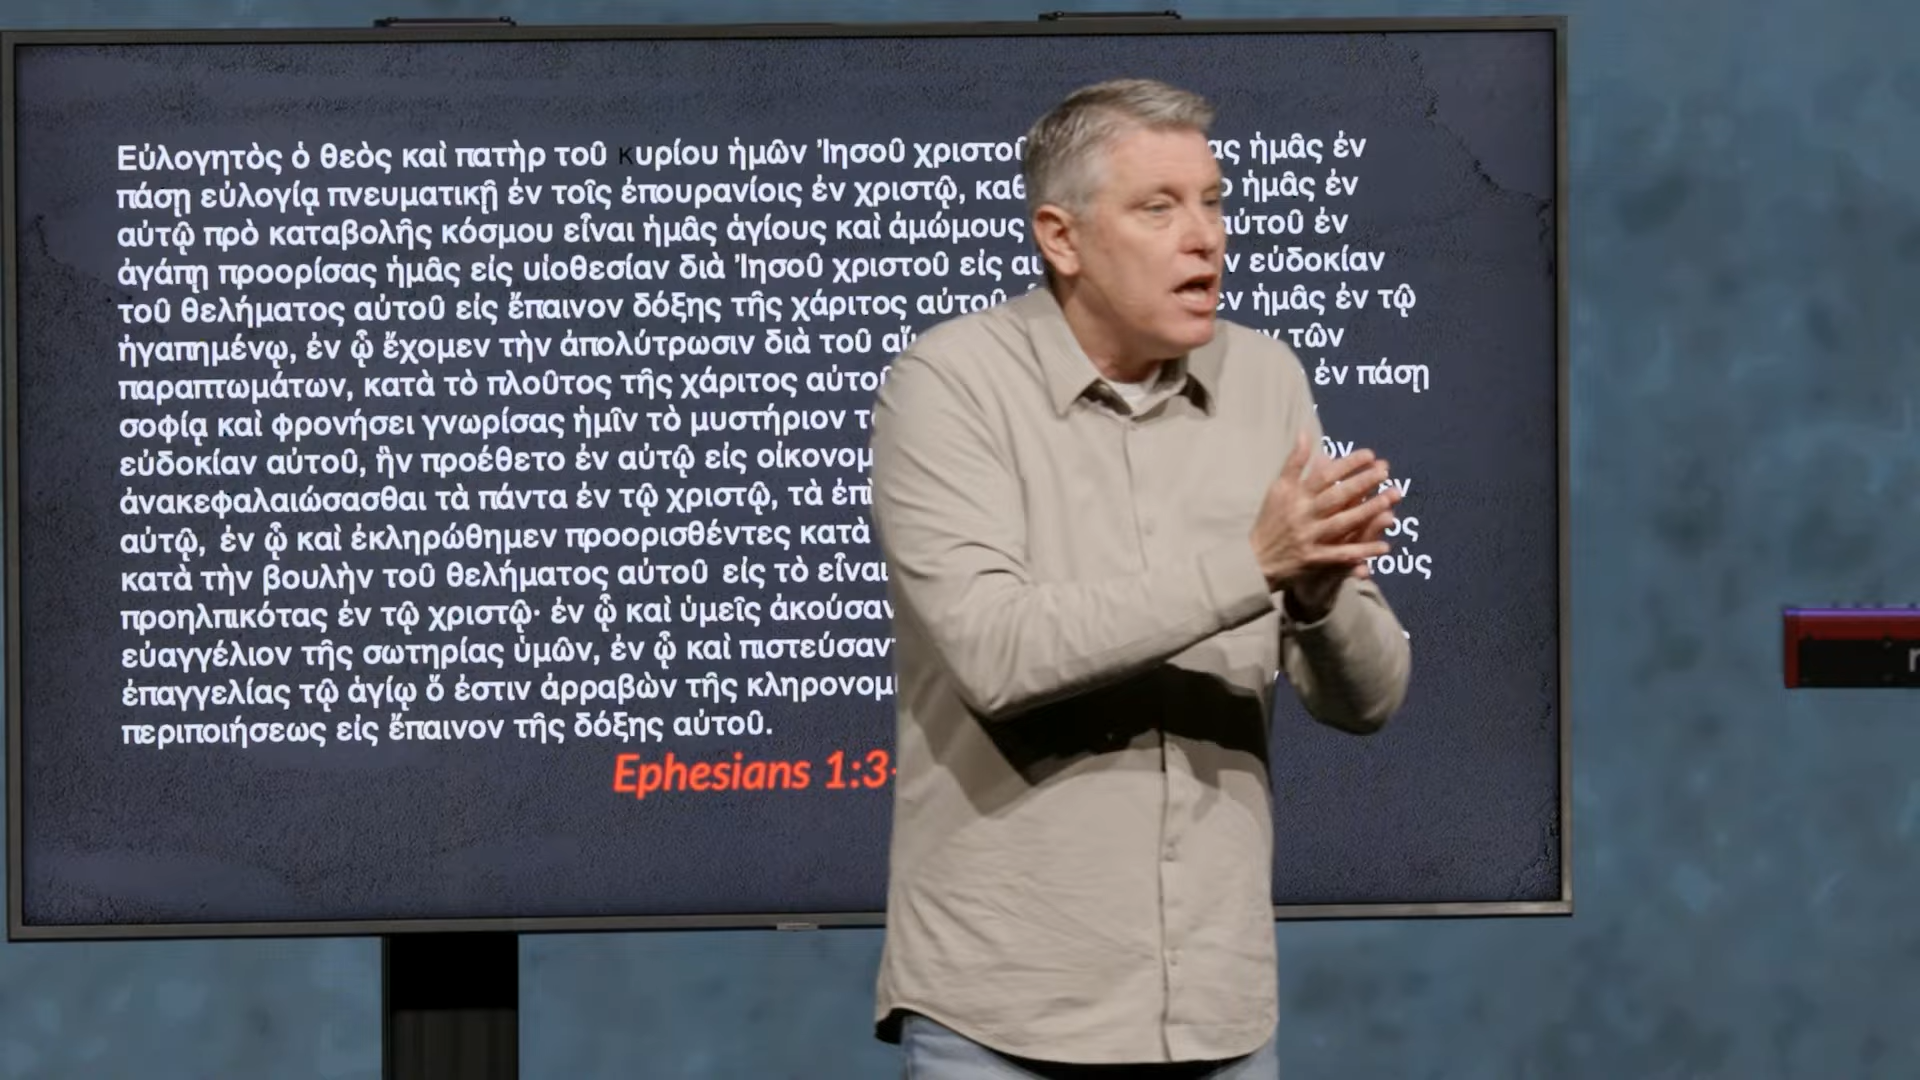 Εὐλογητὸς ὁ θεὸς καὶ πατὴρ τοῦ κυρίου ἡμῶν Ἰησοῦ χριστοῦ ἡμᾶς ἐν
πάσῃ εὐλογίᾳ πνευματικῇ ἐν τοῖς ἐπουρανίοις ἐν χριστῷ, ἡμᾶς ἐν
αὐτῷ πρὸ καταβολῆς κόσμου εἶναι ἡμᾶς ἁγίους καὶ ἀμώμους αὐτοῦ ἐν
ἀγάπῃ προορίσας ἡμᾶς εἰς υἱοθεσίαν διὰ Ἰησοῦ χριστοῦ εἰς εὐδοκίαν
τοῦ θελήματος αὐτοῦ εἰς ἔπαινον δόξης τῆς χάριτος αὐτοῦ ἡμᾶς ἐν τῷ
ἠγαπημένῳ, ἐν ᾧ ἔχομεν τὴν ἀπολύτρωσιν διὰ τοῦ τῶν
παραπτωμάτων, κατὰ τὸ πλοῦτος τῆς χάριτος αὐτοῦ ἐν πάσῃ
σοφίᾳ καὶ φρονήσει γνωρίσας ἡμῖν τὸ μυστήριον
εὐδοκίαν αὐτοῦ, ἣν προέθετο ἐν αὐτῷ εἰς
ἀνακεφαλαιώσασθαι τὰ πάντα ἐν τῷ χριστῷ, τὰ
αὐτῷ, ἐν ᾧ καὶ ἐκληρώθημεν προορισθέντες κατὰ
κατὰ τὴν βουλὴν τοῦ θελήματος αὐτοῦ εἰς τὸ εἶναι
προηλπικότας ἐν τῷ χριστῷ· ἐν ᾧ καὶ ὑμεῖς
εὐαγγέλιον τῆς σωτηρίας ὑμῶν, ἐν ᾧ καὶ
ἐπαγγελίας τῷ ἁγίῳ ὅ ἐστιν ἀρραβὼν τῆς
περιποιήσεως εἰς ἔπαινον τῆς δόξης αὐτοῦ.
Ephesians 1:3-